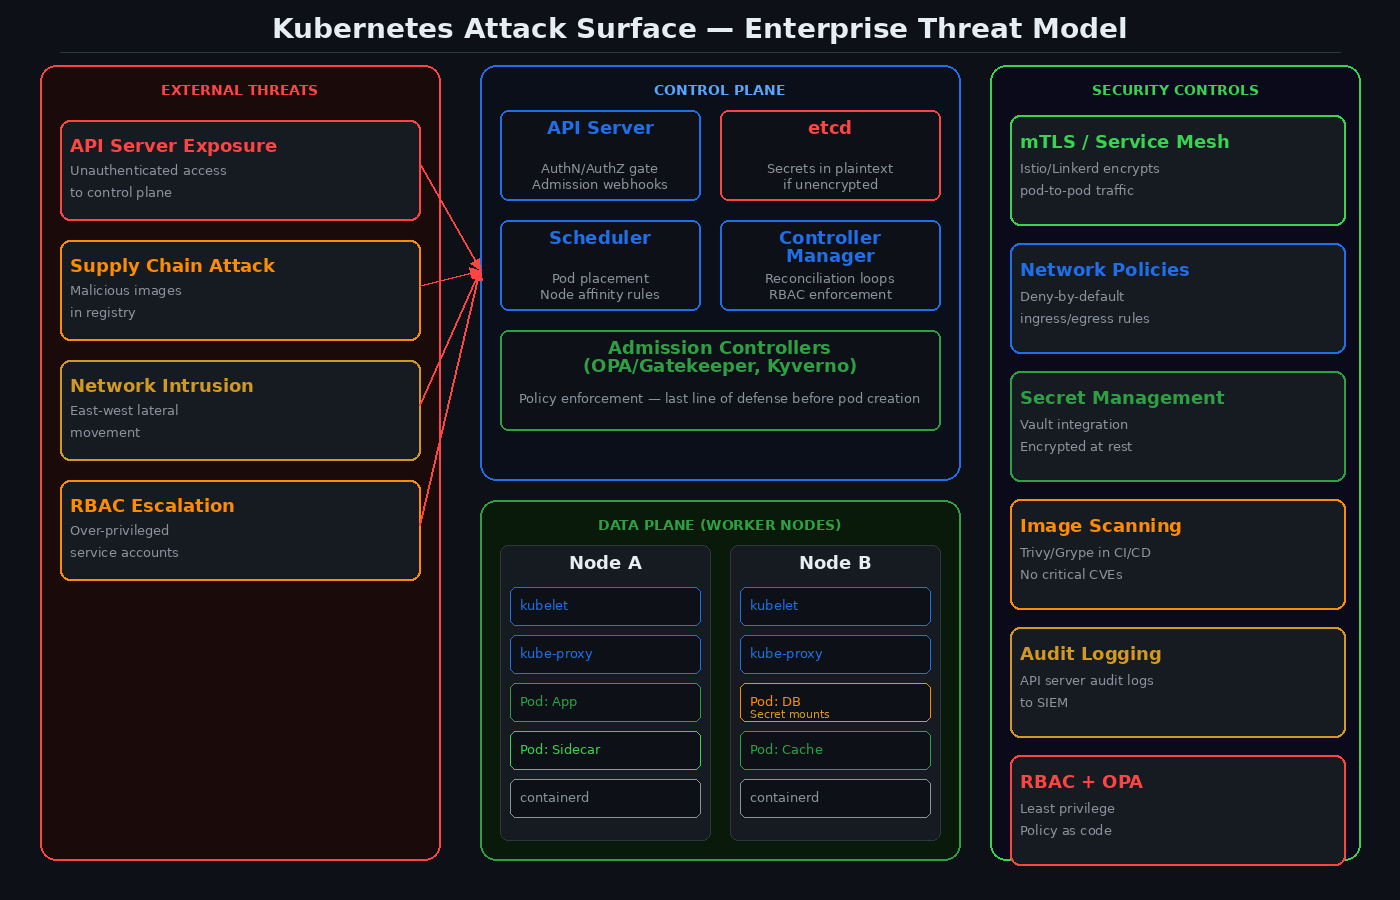 Kubernetes Attack Surface — Enterprise Threat Model
EXTERNAL THREATS
API Server Exposure
Unauthenticated access
to control plane
Supply Chain Attack
Malicious images
in registry
Network Intrusion
East-west lateral
movement
RBAC Escalation
Over-privileged
service accounts
CONTROL PLANE
API Server
AuthN/AuthZ gate
Admission webhooks
etcd
Secrets in plaintext
if unencrypted
Scheduler
Pod placement
Node affinity rules
Controller
Manager
Reconciliation loops
RBAC enforcement
Admission Controllers
(OPA/Gatekeeper, Kyverno)
Policy enforcement — last line of defense before pod creation
DATA PLANE (WORKER NODES)
Node A
kubelet
kube-proxy
Pod: App
Pod: Sidecar
containerd
Node B
kubelet
kube-proxy
Pod: DB
Secret mounts
Pod: Cache
containerd
SECURITY CONTROLS
mTLS / Service Mesh
Istio/Linkerd encrypts
pod-to-pod traffic
Network Policies
Deny-by-default
ingress/egress rules
Secret Management
Vault integration
Encrypted at rest
Image Scanning
Trivy/Grype in CI/CD
No critical CVEs
Audit Logging
API server audit logs
to SIEM
RBAC + OPA
Least privilege
Policy as code